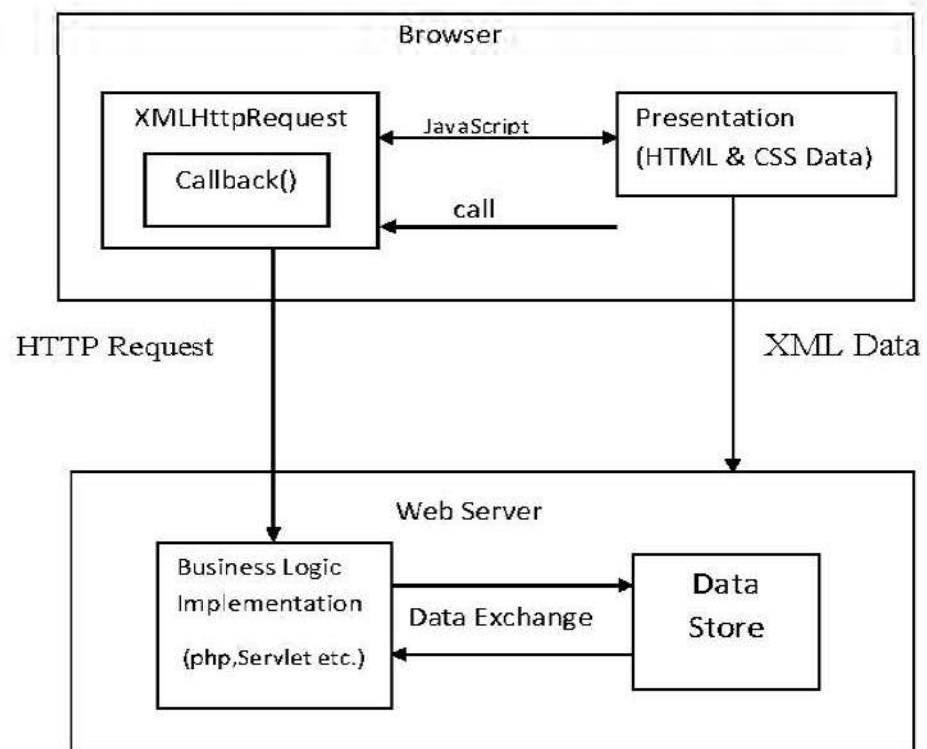 Browser
XMLHttpRequest
Callback()
JavaScript
call
Presentation
(HTML & CSS Data)
HTTP Request
XML Data
Web Server
Business Logic
Implementation
(php,Servlet etc.)
Data Exchange
Data
Store